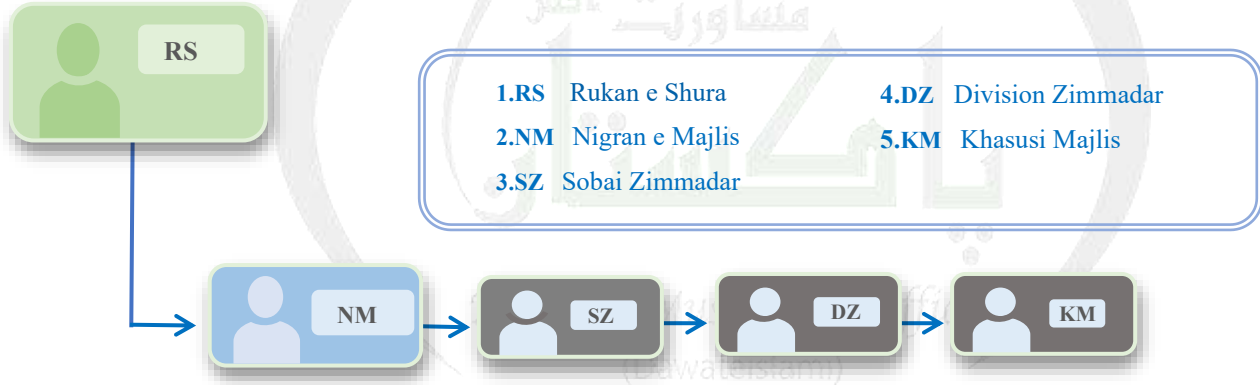 RS
1.RS Rukan e Shura
2.NM Nigran e Majlis
3.SZ Sobai Zimmadar
4.DZ Division Zimmadar
5.KM Khasusi Majlis
NM
SZ
DZ
KM
(Dawateislami)